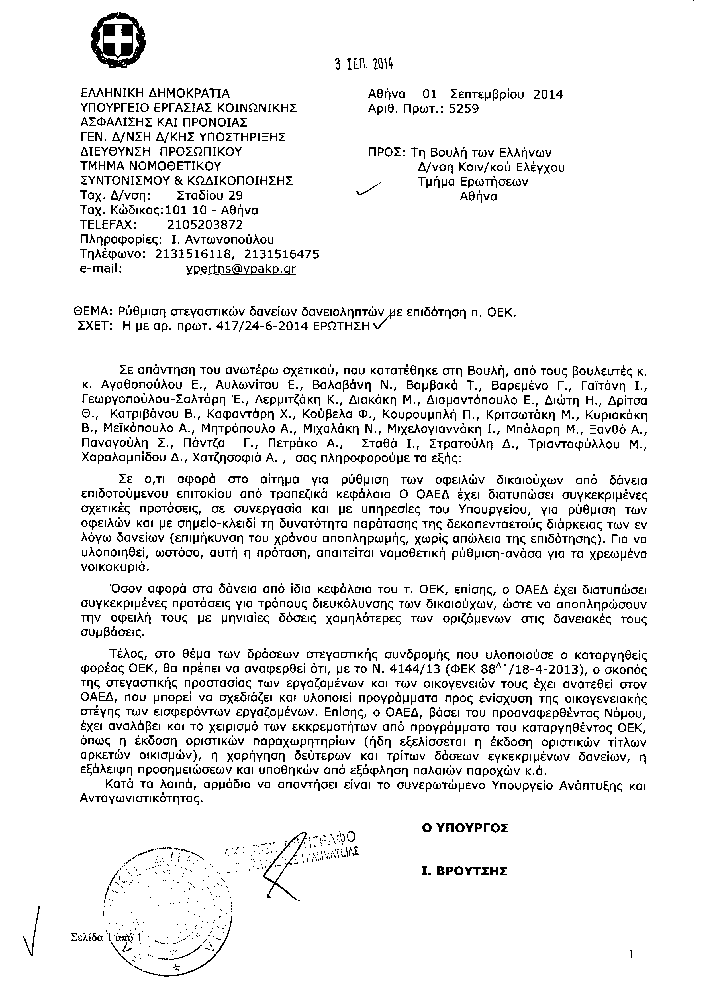 3 ΣΕΠ. 2014
ΕΛΛΗΝΙΚΗ ΔΗΜΟΚΡΑΤΙΑ
ΥΠΟΥΡΓΕΙΟ ΕΡΓΑΣΙΑΣ ΚΟΙΝΩΝΙΚΗΣ
ΑΣΦΑΛΙΣΗΣ ΚΑΙ ΠΡΟΝΟΙΑΣ
ΓΕΝ. Δ/ΝΣΗ Δ/ΚΗΣ ΥΠΟΣΤΗΡΙΞΗΣ
ΔΙΕΥΘΥΝΣΗ ΠΡΟΣΩΠΙΚΟΥ
ΤΜΗΜΑ ΝΟΜΟΘΕΤΙΚΟΥ
ΣΥΝΤΟΝΙΣΜΟΥ & ΚΩΔΙΚΟΠΟΙΗΣΗΣ
Ταχ. Δ/νση: Σταδίου 29
Ταχ. Κώδικας:101 10 - Αθήνα
TELEFAX: 2105203872
Πληροφορίες: Ι. Αντωνοπούλου
Τηλέφωνο: 2131516118, 2131516475
e-mail: ypertns@ypakp.gr
Αθήνα 01 Σεπτεμβρίου 2014
Αριθ. Πρωτ.: 5259
ΠΡΟΣ: Τη Βουλή των Ελλήνων
Δ/νση Κοιν/κού Ελέγχου
Τμήμα Ερωτήσεων
Αθήνα
ΘΕΜΑ: Ρύθμιση στεγαστικών δανείων δανειοληπτών με επιδότηση π. ΟΕΚ.
ΣΧΕΤ: Η με αρ. πρωτ. 417/24-6-2014 ΕΡΩΤΗΣΗ
Σε απάντηση του ανωτέρω σχετικού, που κατατέθηκε στη Βουλή, από τους βουλευτές κ.
κ. Αγαθοπούλου Ε., Αυλωνίτου Ε., Βαλαβάνη Ν., Βαμβακά Τ., Βαρεμένο Γ., Γαϊτάνη Ι.,
Γεωργοπούλου-Σαλτάρη Έ., Δερμιτζάκη Κ., Διακάκη Μ., Διαμαντόπουλο Ε., Διώτη Η., Δρίτσα
Θ., Κατριβάνου Β., Καφαντάρη Χ., Κούβελα Φ., Κουρουμπλή Π., Κριτσωτάκη Μ., Κυριακάκη
Β., Μεϊκόπουλο Α., Μητρόπουλο Α., Μιχαλάκη Ν., Μιχελογιαννάκη Ι., Μπόλαρη Μ., Ξανθό Α.,
Παναγούλη Σ., Πάντζα Γ., Πετράκο Α., Σταθά Ι., Στρατούλη Δ., Τριανταφύλλου Μ.,
Χαραλαμπίδου Δ., Χατζησοφιά Α. , σας πληροφορούμε τα εξής:
Σε ο,τι αφορά στο αίτημα για ρύθμιση των οφειλών δικαιούχων από δάνεια
επιδοτούμενου επιτοκίου από τραπεζικά κεφάλαια Ο ΟΑΕΔ έχει διατυπώσει συγκεκριμένες
σχετικές προτάσεις, σε συνεργασία και με υπηρεσίες του Υπουργείου, για ρύθμιση των
οφειλών και με σημείο-κλειδί τη δυνατότητα παράτασης της δεκαπενταετούς διάρκειας των εν
λόγω δανείων (επιμήκυνση του χρόνου αποπληρωμής, χωρίς απώλεια της επιδότησης). Για να
υλοποιηθεί, ωστόσο, αυτή η πρόταση, απαιτείται νομοθετική ρύθμιση-ανάσα για τα χρεωμένα
νοικοκυριά.
Όσον αφορά στα δάνεια από ίδια κεφάλαια του τ. ΟΕΚ, επίσης, ο ΟΑΕΔ έχει διατυπώσει
συγκεκριμένες προτάσεις για τρόπους διευκόλυνσης των δικαιούχων, ώστε να αποπληρώσουν
την οφειλή τους με μηνιαίες δόσεις χαμηλότερες των οριζόμενων στις δανειακές τους
συμβάσεις.
Τέλος, στο θέμα των δράσεων στεγαστικής συνδρομής που υλοποιούσε ο καταργηθείς
φορέας ΟΕΚ, θα πρέπει να αναφερθεί ότι, με το Ν. 4144/13 (ΦΕΚ 88Α΄/18-4-2013), ο σκοπός
της στεγαστικής προστασίας των εργαζομένων και των οικογενειών τους έχει ανατεθεί στον
ΟΑΕΔ, που μπορεί να σχεδιάζει και υλοποιεί προγράμματα προς ενίσχυση της οικογενειακής
στέγης των εισφερόντων εργαζομένων. Επίσης, ο ΟΑΕΔ, βάσει του προαναφερθέντος Νόμου,
έχει αναλάβει και το χειρισμό των εκκρεμοτήτων από προγράμματα του καταργηθέντος ΟΕΚ,
όπως η έκδοση οριστικών παραχωρητηρίων (ήδη εξελίσσεται η έκδοση οριστικών τίτλων
αρκετών οικισμών), η χορήγηση δεύτερων και τρίτων δόσεων εγκεκριμένων δανείων, η
εξάλειψη προσημειώσεων και υποθηκών από εξόφληση παλαιών παροχών κ.ά.
Κατά τα λοιπά, αρμόδιο να απαντήσει είναι το συνερωτώμενο Υπουργείο Ανάπτυξης και
Ανταγωνιστικότητας.
Ο ΥΠΟΥΡΓΟΣ
Ι. ΒΡΟΥΤΣΗΣ
ΑΚΡΙΒΕΣ ΑΝΤΙΓΡΑΦΟ
Ο ΠΡΟΪΣΤΑΜΕΝΟΣ ΓΡΑΜΜΑΤΕΙΑΣ
ΕΛΛΗΝΙΚΗ ΔΗΜΟΚΡΑΤΙΑ
Σελίδα 1 από 1
1